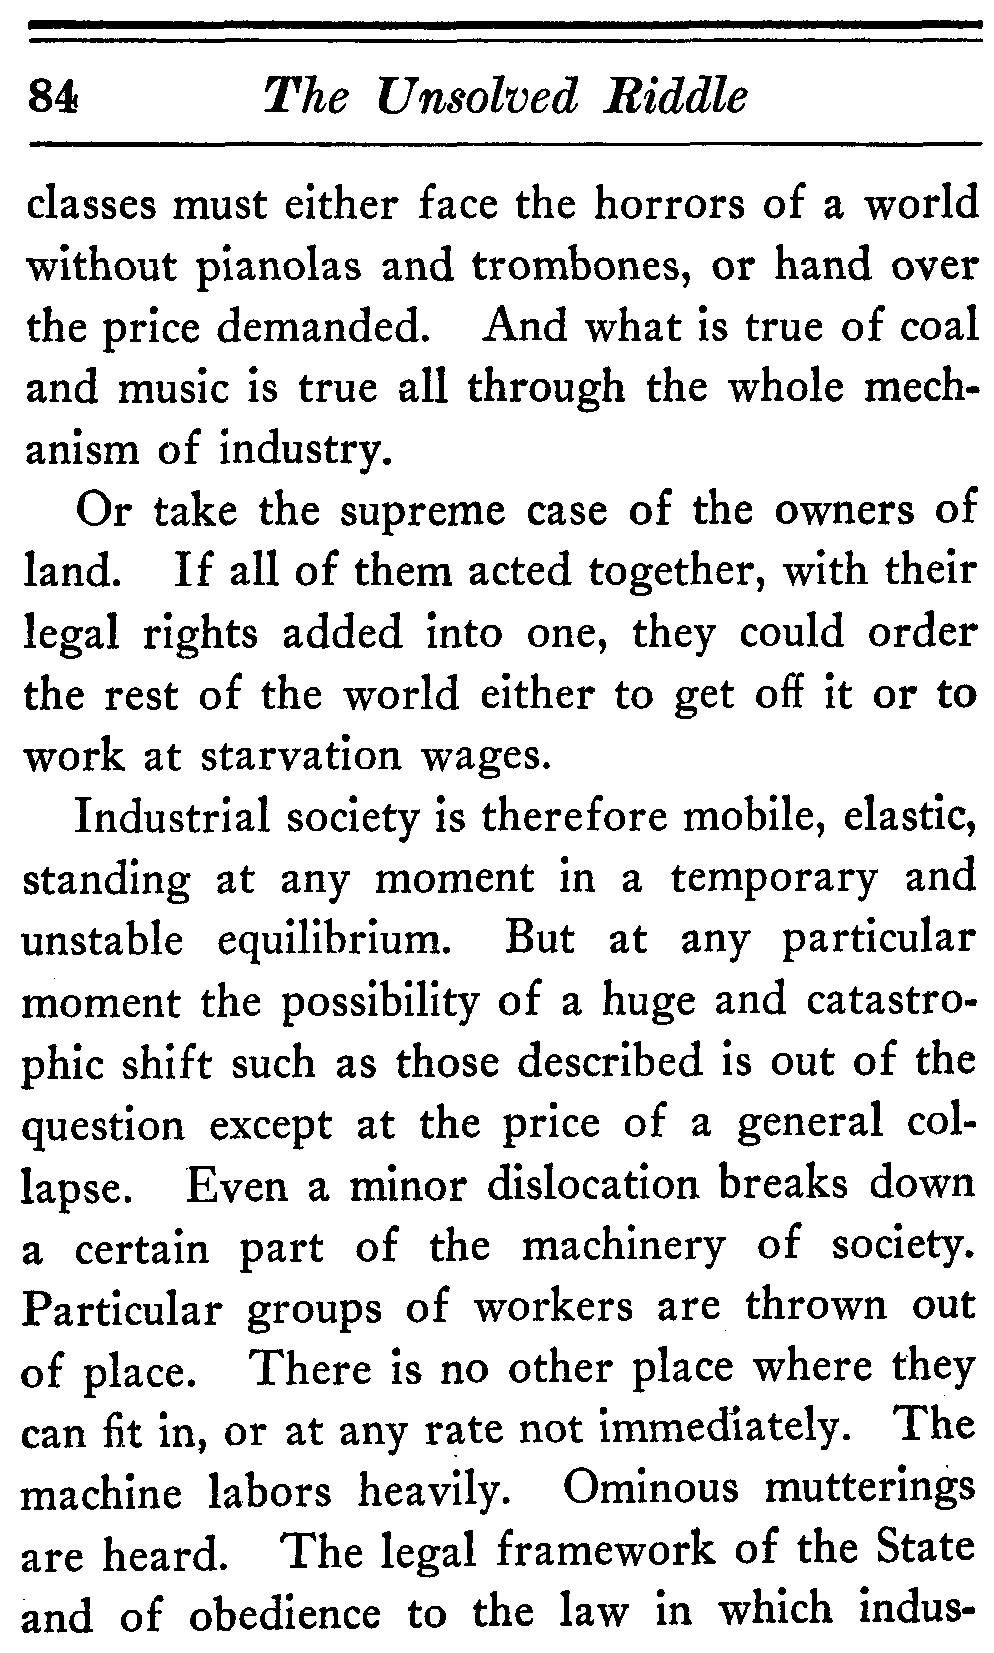 84 The Unsolved Riddle
classes must either face the horrors of a world
without pianolas and trombones, or hand over
the price demanded. And what is true of coal
and music is true all through the whole mech-
anism of industry.
Or take the supreme case of the owners of
land. If all of them acted together, with their
legal rights added into one, they could order
the rest of the world either to get off it or to
work at starvation wages.
Industrial society is therefore mobile, elastic,
standing at any moment in a temporary and
unstable equilibrium. But at any particular
moment the possibility of a huge and catastro-
phic shift such as those described is out of the
question except at the price of a general col-
lapse. Even a minor dislocation breaks down
a certain part of the machinery of society.
Particular groups of workers are thrown out
of place. There is no other place where they
can fit in, or at any rate not immediately. The
machine labors heavily. Ominous mutterings
are heard. The legal framework of the State
and of obedience to the law in which indus-